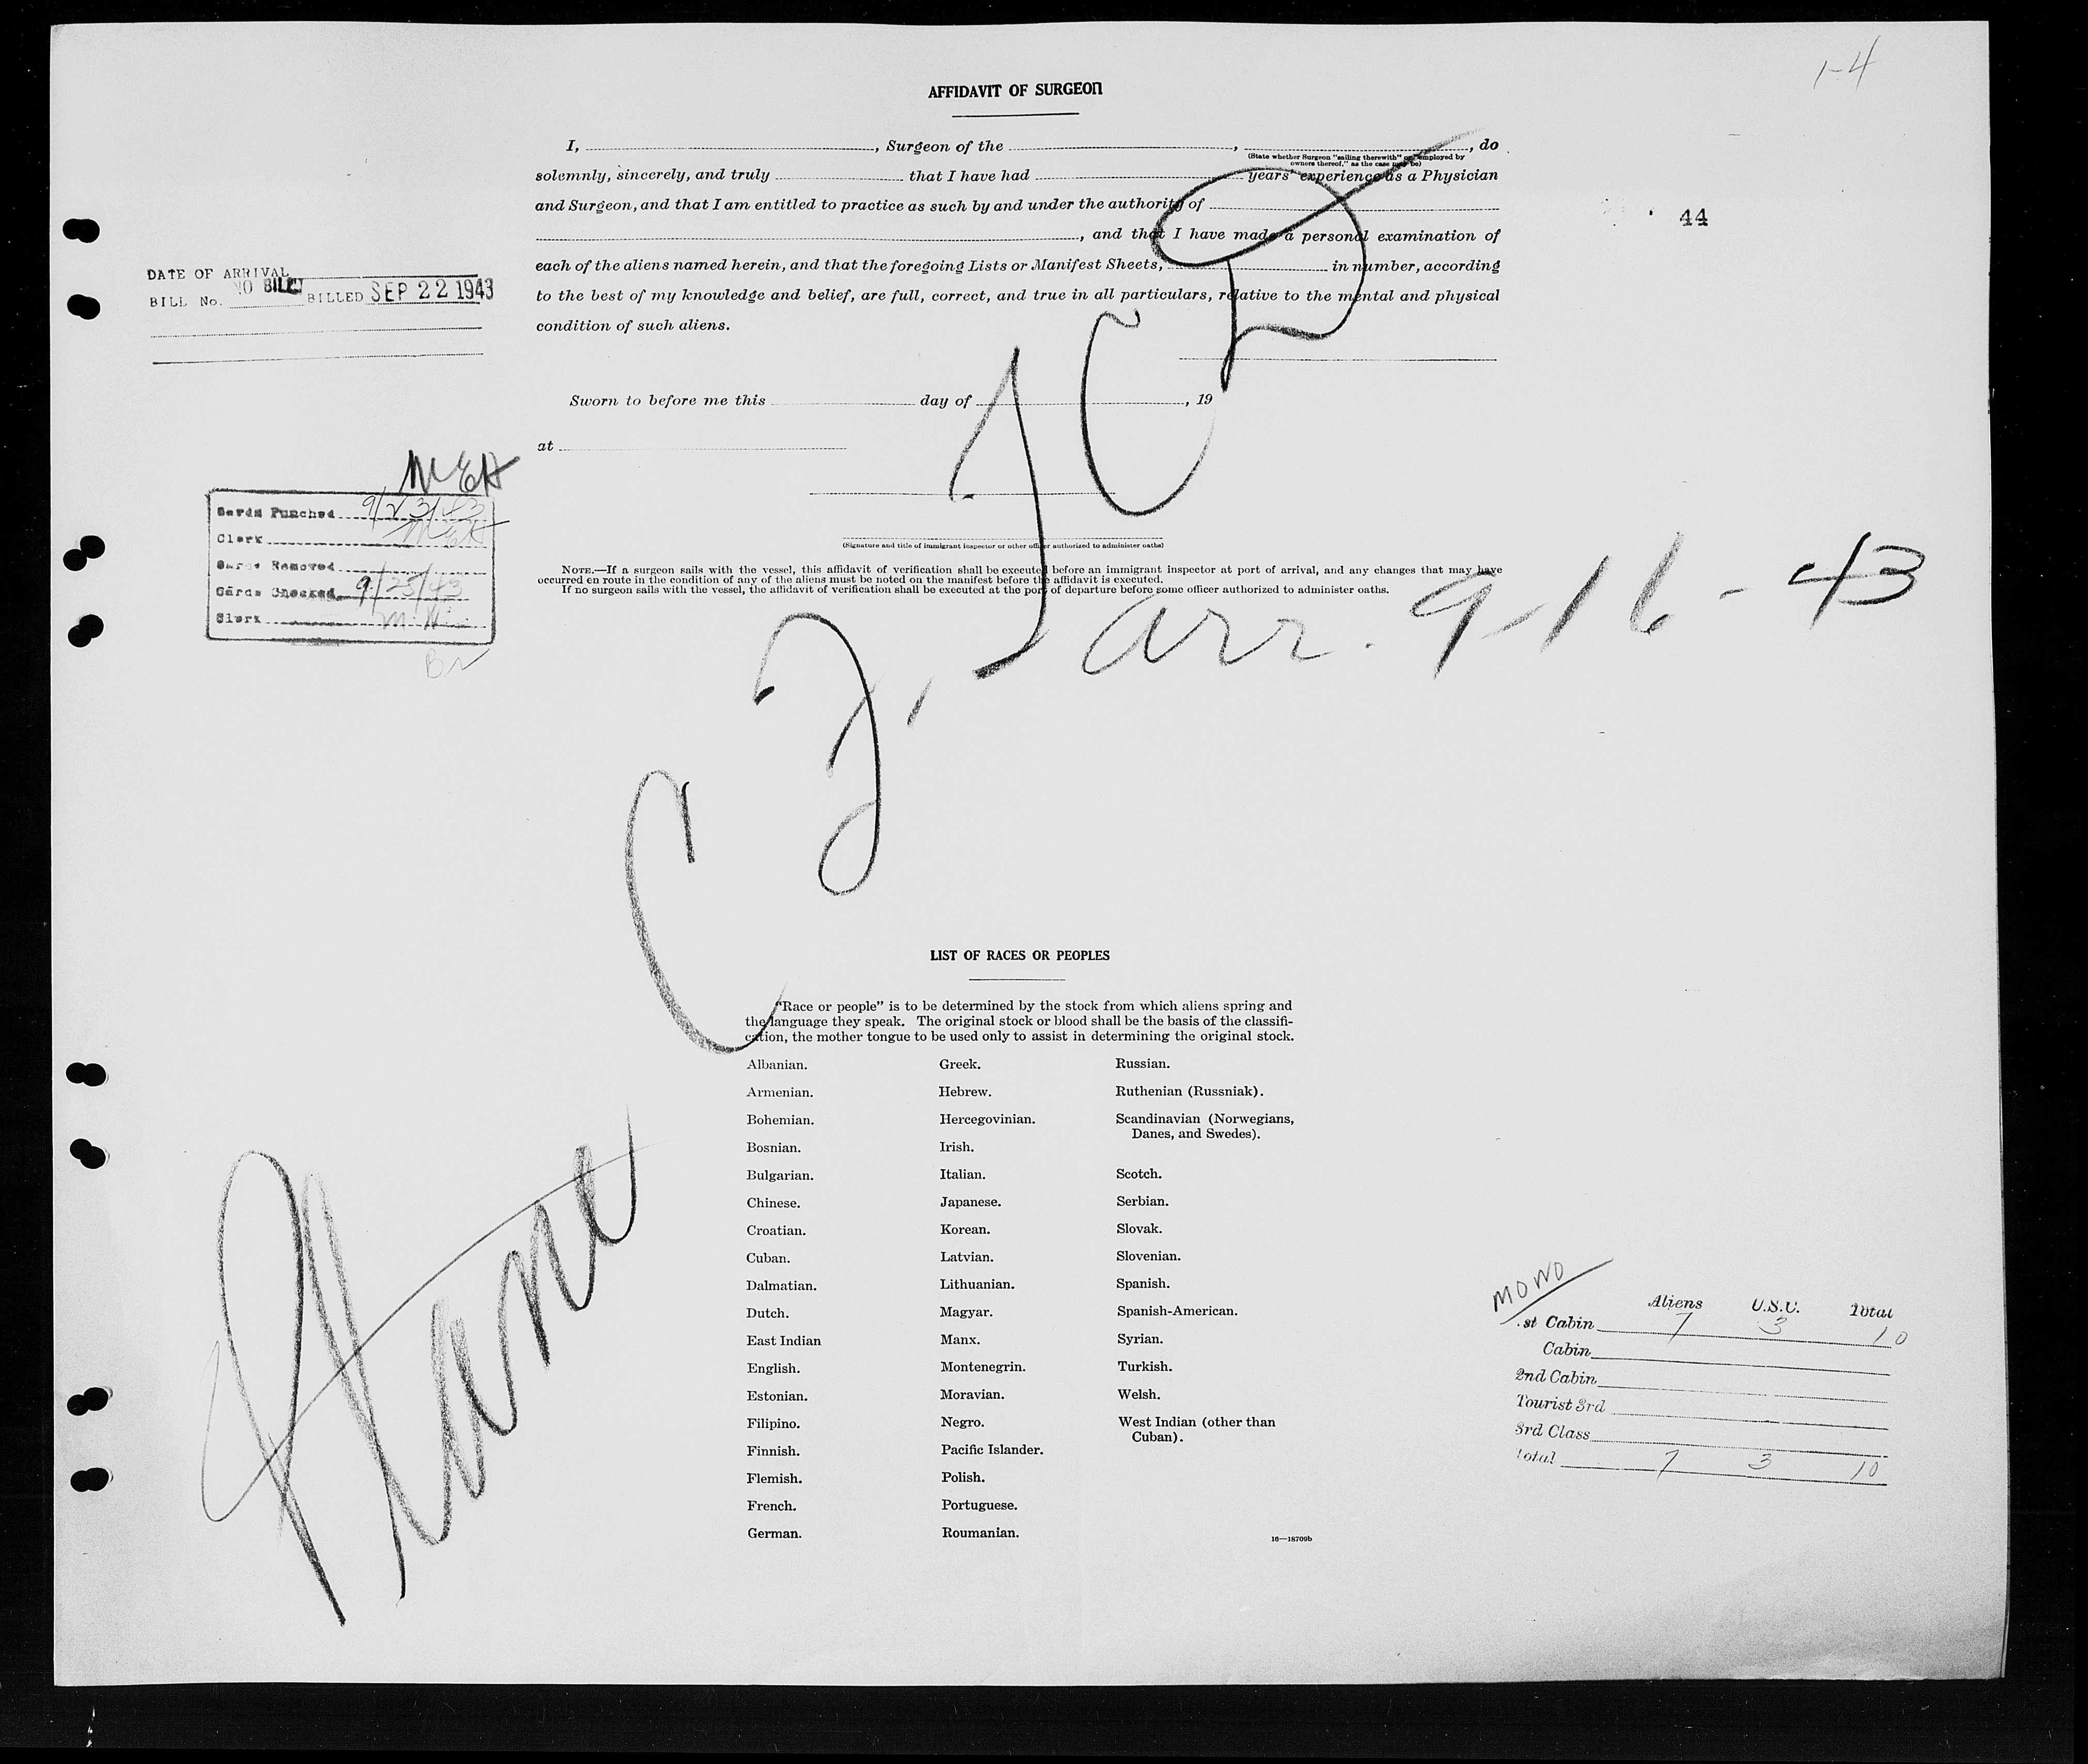 1-4
AFFIDAVIT OF SURGEON
I, , Surgeon of the , , do
(State whether Surgeon "sailing therewith" or "employed by
owners thereof," as the case may be)
solemnly, sincerely, and truly that I have had years' experience as a Physician
and Surgeon, and that I am entitled to practice as such by and under the authority of
, and that I have made a personal examination of
44
each of the aliens named herein, and that the foregoing Lists or Manifest Sheets, in number, according
to the best of my knowledge and belief, are full, correct, and true in all particulars, relative to the mental and physical
condition of such aliens.
DATE OF ARRIVAL
BILL No. NO BILL BILLED SEP 22 1943
Sworn to before me this day of , 19
at
(Signature and title of immigrant inspector or other officer authorized to administer oaths)
NOTE.—If a surgeon sails with the vessel, this affidavit of verification shall be executed before an immigrant inspector at port of arrival, and any changes that may have
occurred en route in the condition of any of the aliens must be noted on the manifest before the affidavit is executed.
If no surgeon sails with the vessel, the affidavit of verification shall be executed at the port of departure before some officer authorized to administer oaths.
MEA
Cards Punched 9/23/43
Clerk MEA
Cards Removed
Cards Checked 9/25/43
Clerk
arr. 9-16-43
Plane
LIST OF RACES OR PEOPLES
"Race or people" is to be determined by the stock from which aliens spring and
the language they speak. The original stock or blood shall be the basis of the classifi-
cation, the mother tongue to be used only to assist in determining the original stock.
Albanian.
Armenian.
Bohemian.
Bosnian.
Bulgarian.
Chinese.
Croatian.
Cuban.
Dalmatian.
Dutch.
East Indian
English.
Estonian.
Filipino.
Finnish.
Flemish.
French.
German.
Greek.
Hebrew.
Hercegovinian.
Irish.
Italian.
Japanese.
Korean.
Latvian.
Lithuanian.
Magyar.
Manx.
Montenegrin.
Moravian.
Negro.
Pacific Islander.
Polish.
Portuguese.
Roumanian.
Russian.
Ruthenian (Russniak).
Scandinavian (Norwegians,
Danes, and Swedes).
Scotch.
Serbian.
Slovak.
Slovenian.
Spanish.
Spanish-American.
Syrian.
Turkish.
Welsh.
West Indian (other than
Cuban).
16—18709b
MONO
Aliens U.S.C. Total
st Cabin 7 3 10
Cabin
2nd Cabin
Tourist 3rd
3rd Class
Total 7 3 10